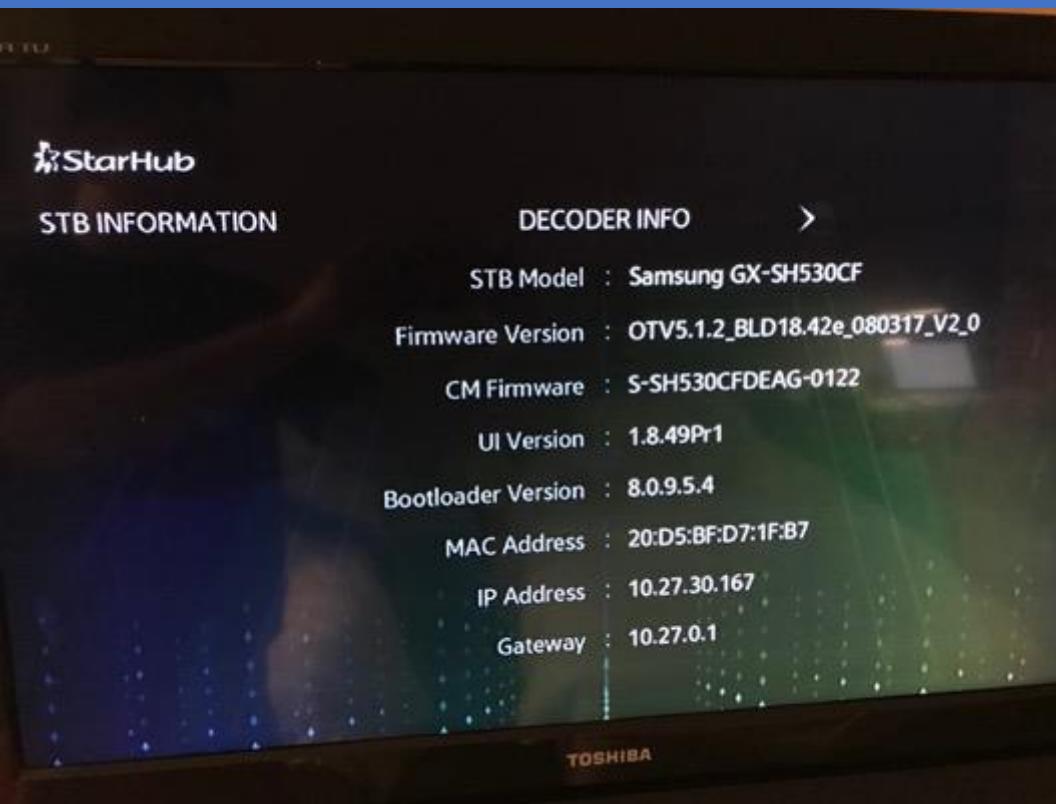 StarHub
STB INFORMATION
DECODER INFO >
STB Model : Samsung GX-SH530CF
Firmware Version : OTV5.1.2_BLD18.42e_080317_V2_0
CM Firmware : S-SH530CFDEAG-0122
UI Version : 1.8.49Pr1
Bootloader Version : 8.0.9.5.4
MAC Address : 20:D5:BF:D7:1F:B7
IP Address : 10.27.30.167
Gateway : 10.27.0.1
TOSHIBA